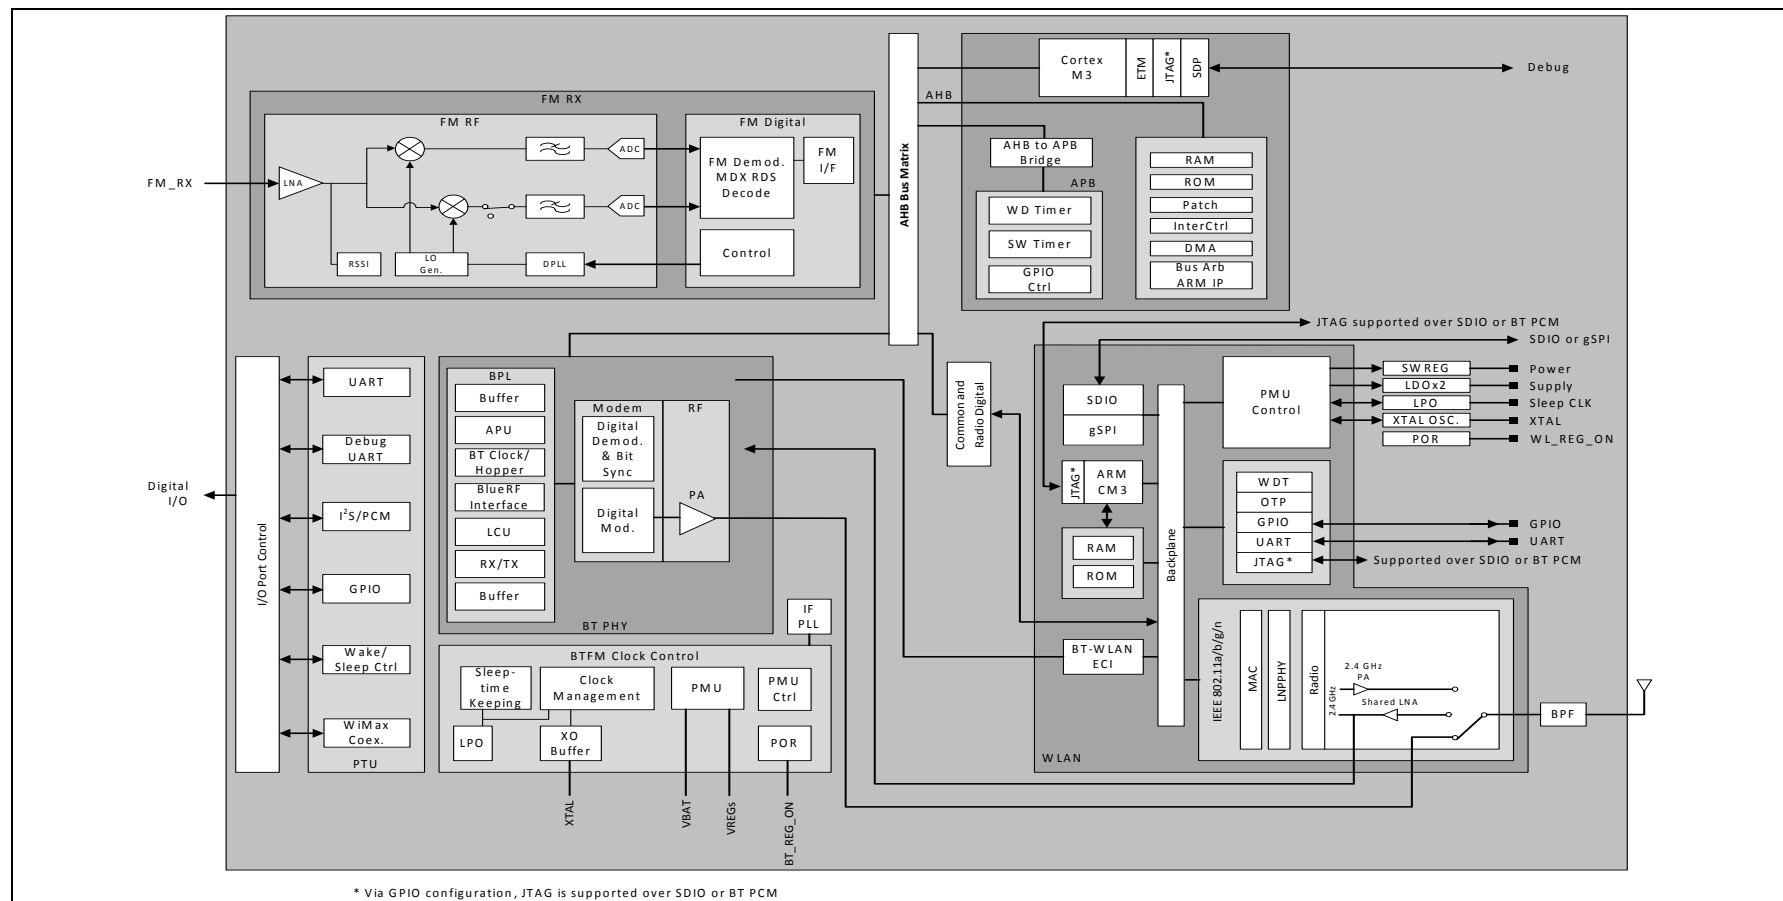 FM RX
FM RF
FM_RX
LNA
ADC
ADC
RSSI
LO
Gen.
DPLL
FM Digital
FM Demod.
MDX RDS
Decode
FM
I/F
Control
AHB Bus Matrix
AHB
Cortex
M3
ETM
JTAG*
SDP
Debug
AHB to APB
Bridge
APB
WD Timer
SW Timer
GPIO
Ctrl
RAM
ROM
Patch
InterCtrl
DMA
Bus Arb
ARM IP
JTAG supported over SDIO or BT PCM
SDIO or gSPI
Digital
I/O
I/O Port Control
UART
Debug
UART
I2S/PCM
GPIO
Wake/
Sleep Ctrl
WiMax
Coex.
PTU
BPL
Buffer
APU
BT Clock/
Hopper
BlueRF
Interface
LCU
RX/TX
Buffer
Modem
Digital
Demod.
& Bit
Sync
Digital
Mod.
RF
PA
BT PHY
Common and
Radio Digital
IF
PLL
BTFM Clock Control
Sleep-
time
Keeping
Clock
Management
PMU
PMU
Ctrl
LPO
XO
Buffer
POR
XTAL
VBAT
VREGs
BT_REG_ON
SDIO
gSPI
JTAG*
ARM
CM3
RAM
ROM
BT-WLAN
ECI
WLAN
Backplane
PMU
Control
SWREG
LDOx2
LPO
XTAL OSC.
POR
Power
Supply
Sleep CLK
XTAL
WL_REG_ON
WDT
OTP
GPIO
UART
JTAG*
GPIO
UART
Supported over SDIO or BT PCM
IEEE 802.11a/b/g/n
MAC
LNPPHY
Radio
2.4 GHz
PA
2.4 GHz
Shared LNA
BPF
* Via GPIO configuration, JTAG is supported over SDIO or BT PCM